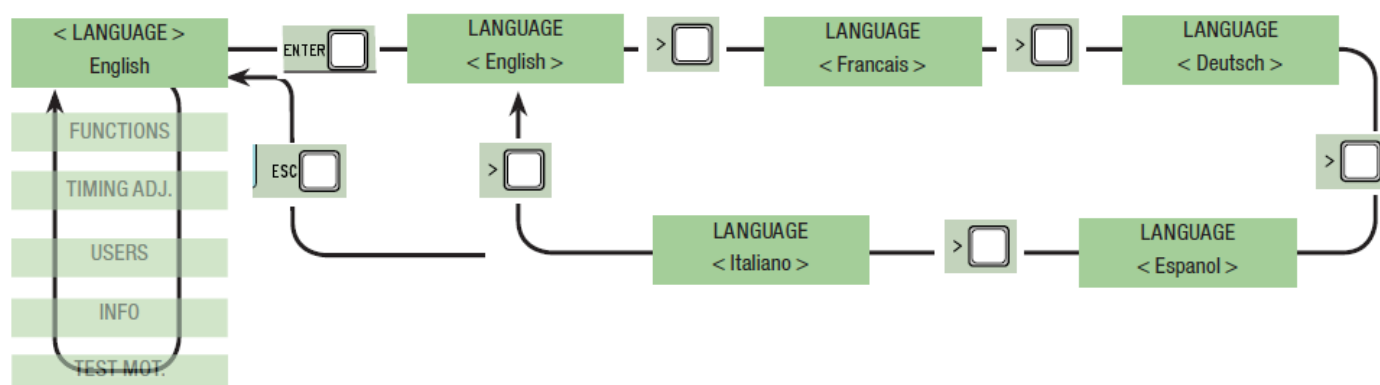 < LANGUAGE >
English
ENTER
LANGUAGE
< English >
>
LANGUAGE
< Francais >
>
LANGUAGE
< Deutsch >
FUNCTIONS
TIMING ADJ.
USERS
INFO
TEST MOT.
ESC
>
>
LANGUAGE
< Italiano >
>
LANGUAGE
< Espanol >